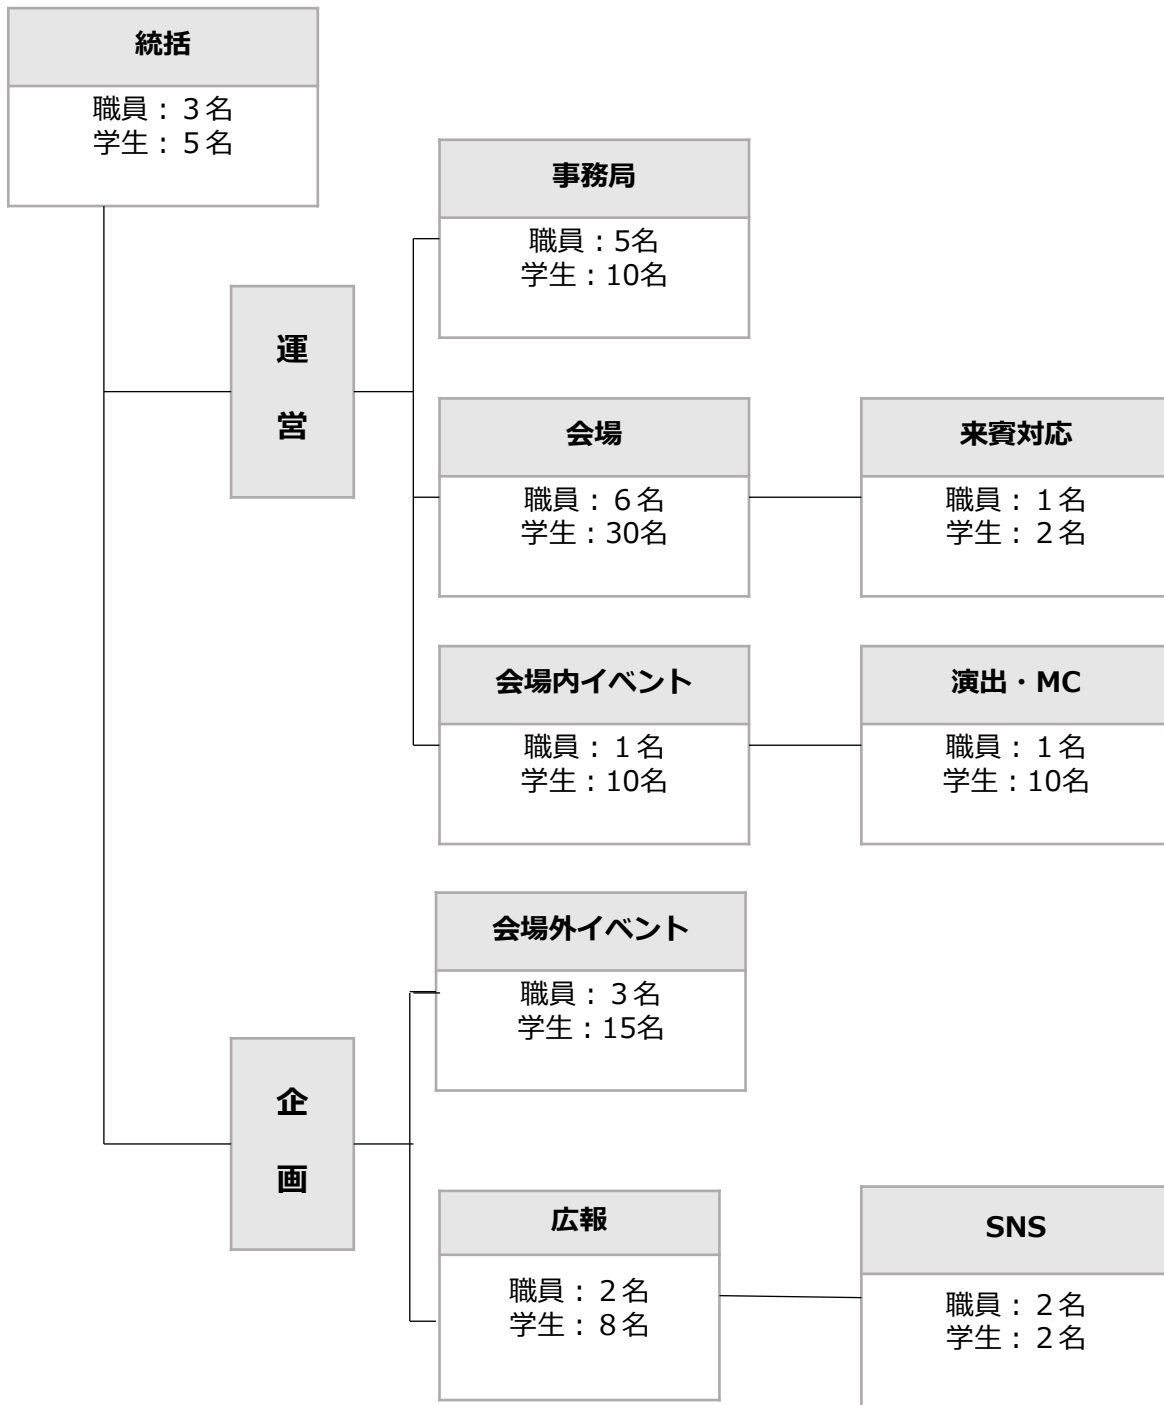 統括
職員：３名
学生：５名
事務局
職員：5名
学生：10名
運
営
会場
職員：６名
学生：30名
来賓対応
職員：１名
学生：２名
会場内イベント
職員：１名
学生：10名
演出・MC
職員：１名
学生：10名
会場外イベント
職員：３名
学生：15名
企
画
広報
職員：２名
学生：８名
SNS
職員：２名
学生：２名